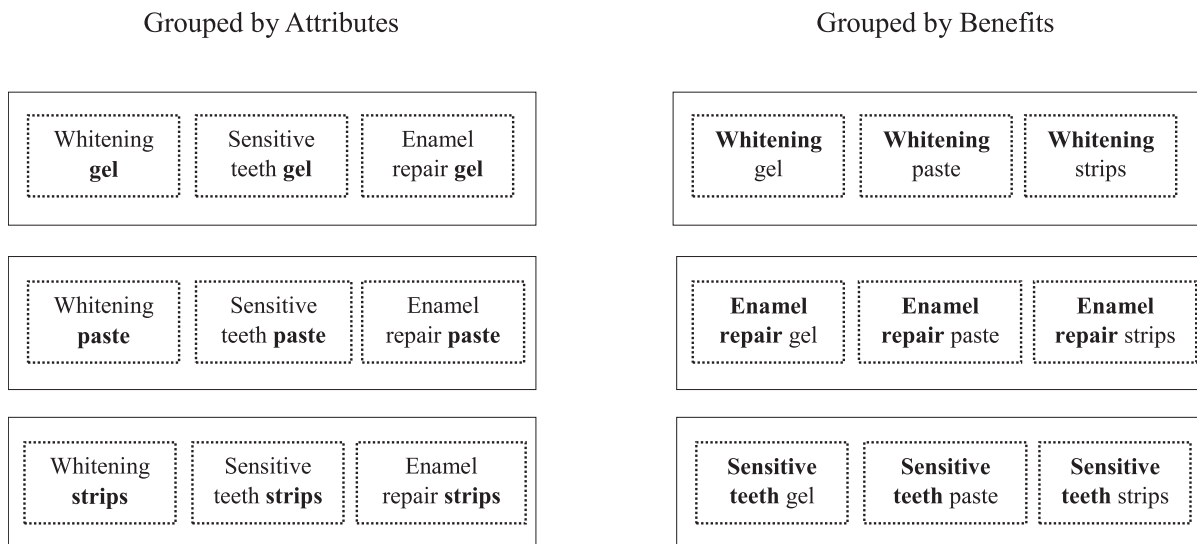 Grouped by Attributes
Whitening
gel
Sensitive
teeth gel
Enamel
repair gel
Whitening
paste
Sensitive
teeth paste
Enamel
repair paste
Whitening
strips
Sensitive
teeth strips
Enamel
repair strips
Grouped by Benefits
Whitening
gel
Whitening
paste
Whitening
strips
Enamel
repair gel
Enamel
repair paste
Enamel
repair strips
Sensitive
teeth gel
Sensitive
teeth paste
Sensitive
teeth strips